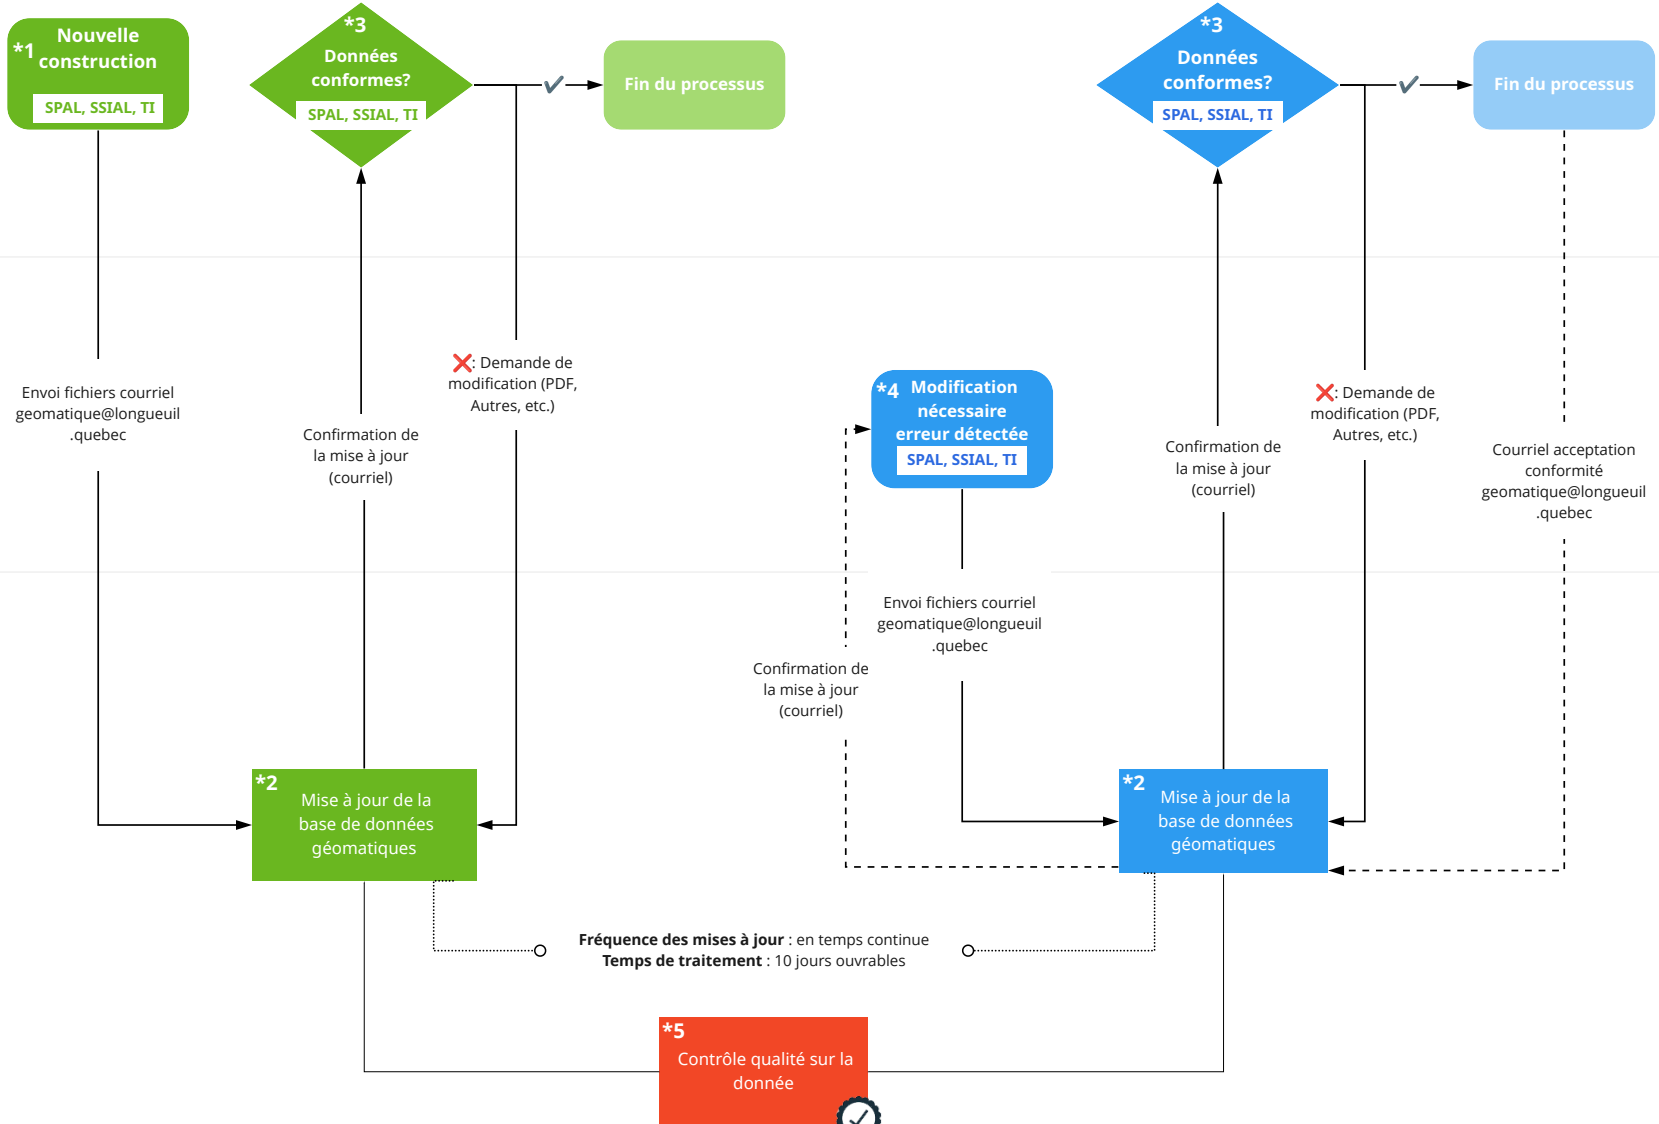 *1
Nouvelle
construction
SPAL, SSIAL, TI
*3
Données
conformes?
SPAL, SSIAL, TI
Fin du processus
*3
Données
conformes?
SPAL, SSIAL, TI
Fin du processus
Envoi fichiers courriel
geomatique@longueuil
.quebec
Confirmation de
la mise à jour
(courriel)
: Demande de
modification (PDF,
Autres, etc.)
*4
Modification
nécessaire
erreur détectée
SPAL, SSIAL, TI
Confirmation de
la mise à jour
(courriel)
: Demande de
modification (PDF,
Autres, etc.)
Courriel acceptation
conformité
geomatique@longueuil
.quebec
Envoi fichiers courriel
geomatique@longueuil
.quebec
Confirmation de
la mise à jour
(courriel)
*2
Mise à jour de la
base de données
géomatiques
*2
Mise à jour de la
base de données
géomatiques
Fréquence des mises à jour : en temps continue
Temps de traitement : 10 jours ouvrables
*5
Contrôle qualité sur la
donnée